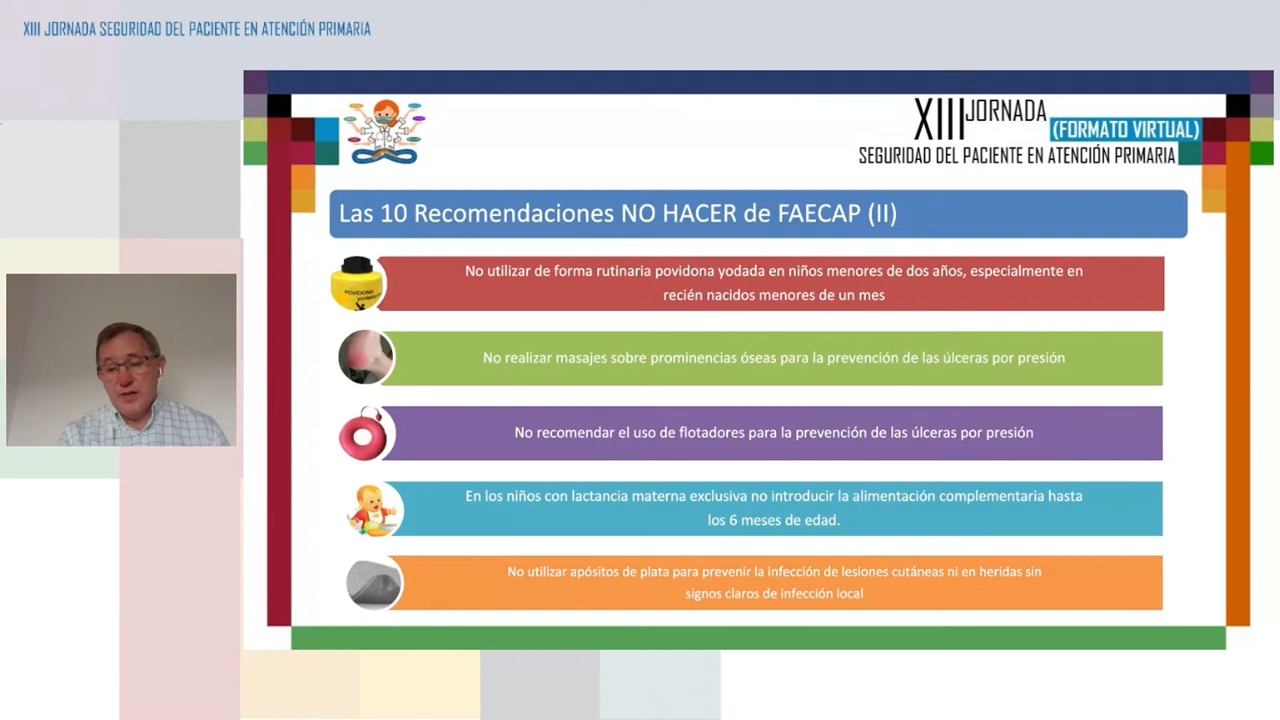 XIII JORNADA SEGURIDAD DEL PACIENTE EN ATENCIÓN PRIMARIA
XIII JORNADA
(FORMATO VIRTUAL)
SEGURIDAD DEL PACIENTE EN ATENCIÓN PRIMARIA
Las 10 Recomendaciones NO HACER de FAECAP (II)
POVIDONA
No utilizar de forma rutinaria povidona yodada en niños menores de dos años, especialmente en
recién nacidos menores de un mes
No realizar masajes sobre prominencias óseas para la prevención de las úlceras por presión
No recomendar el uso de flotadores para la prevención de las úlceras por presión
En los niños con lactancia materna exclusiva no introducir la alimentación complementaria hasta
los 6 meses de edad.
No utilizar apósitos de plata para prevenir la infección de lesiones cutáneas ni en heridas sin
signos claros de infección local